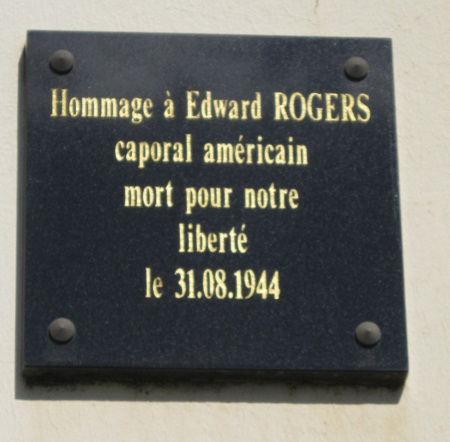 Hommage à Edward ROGERS
caporal américain
mort pour notre
liberté
le 31.08.1944